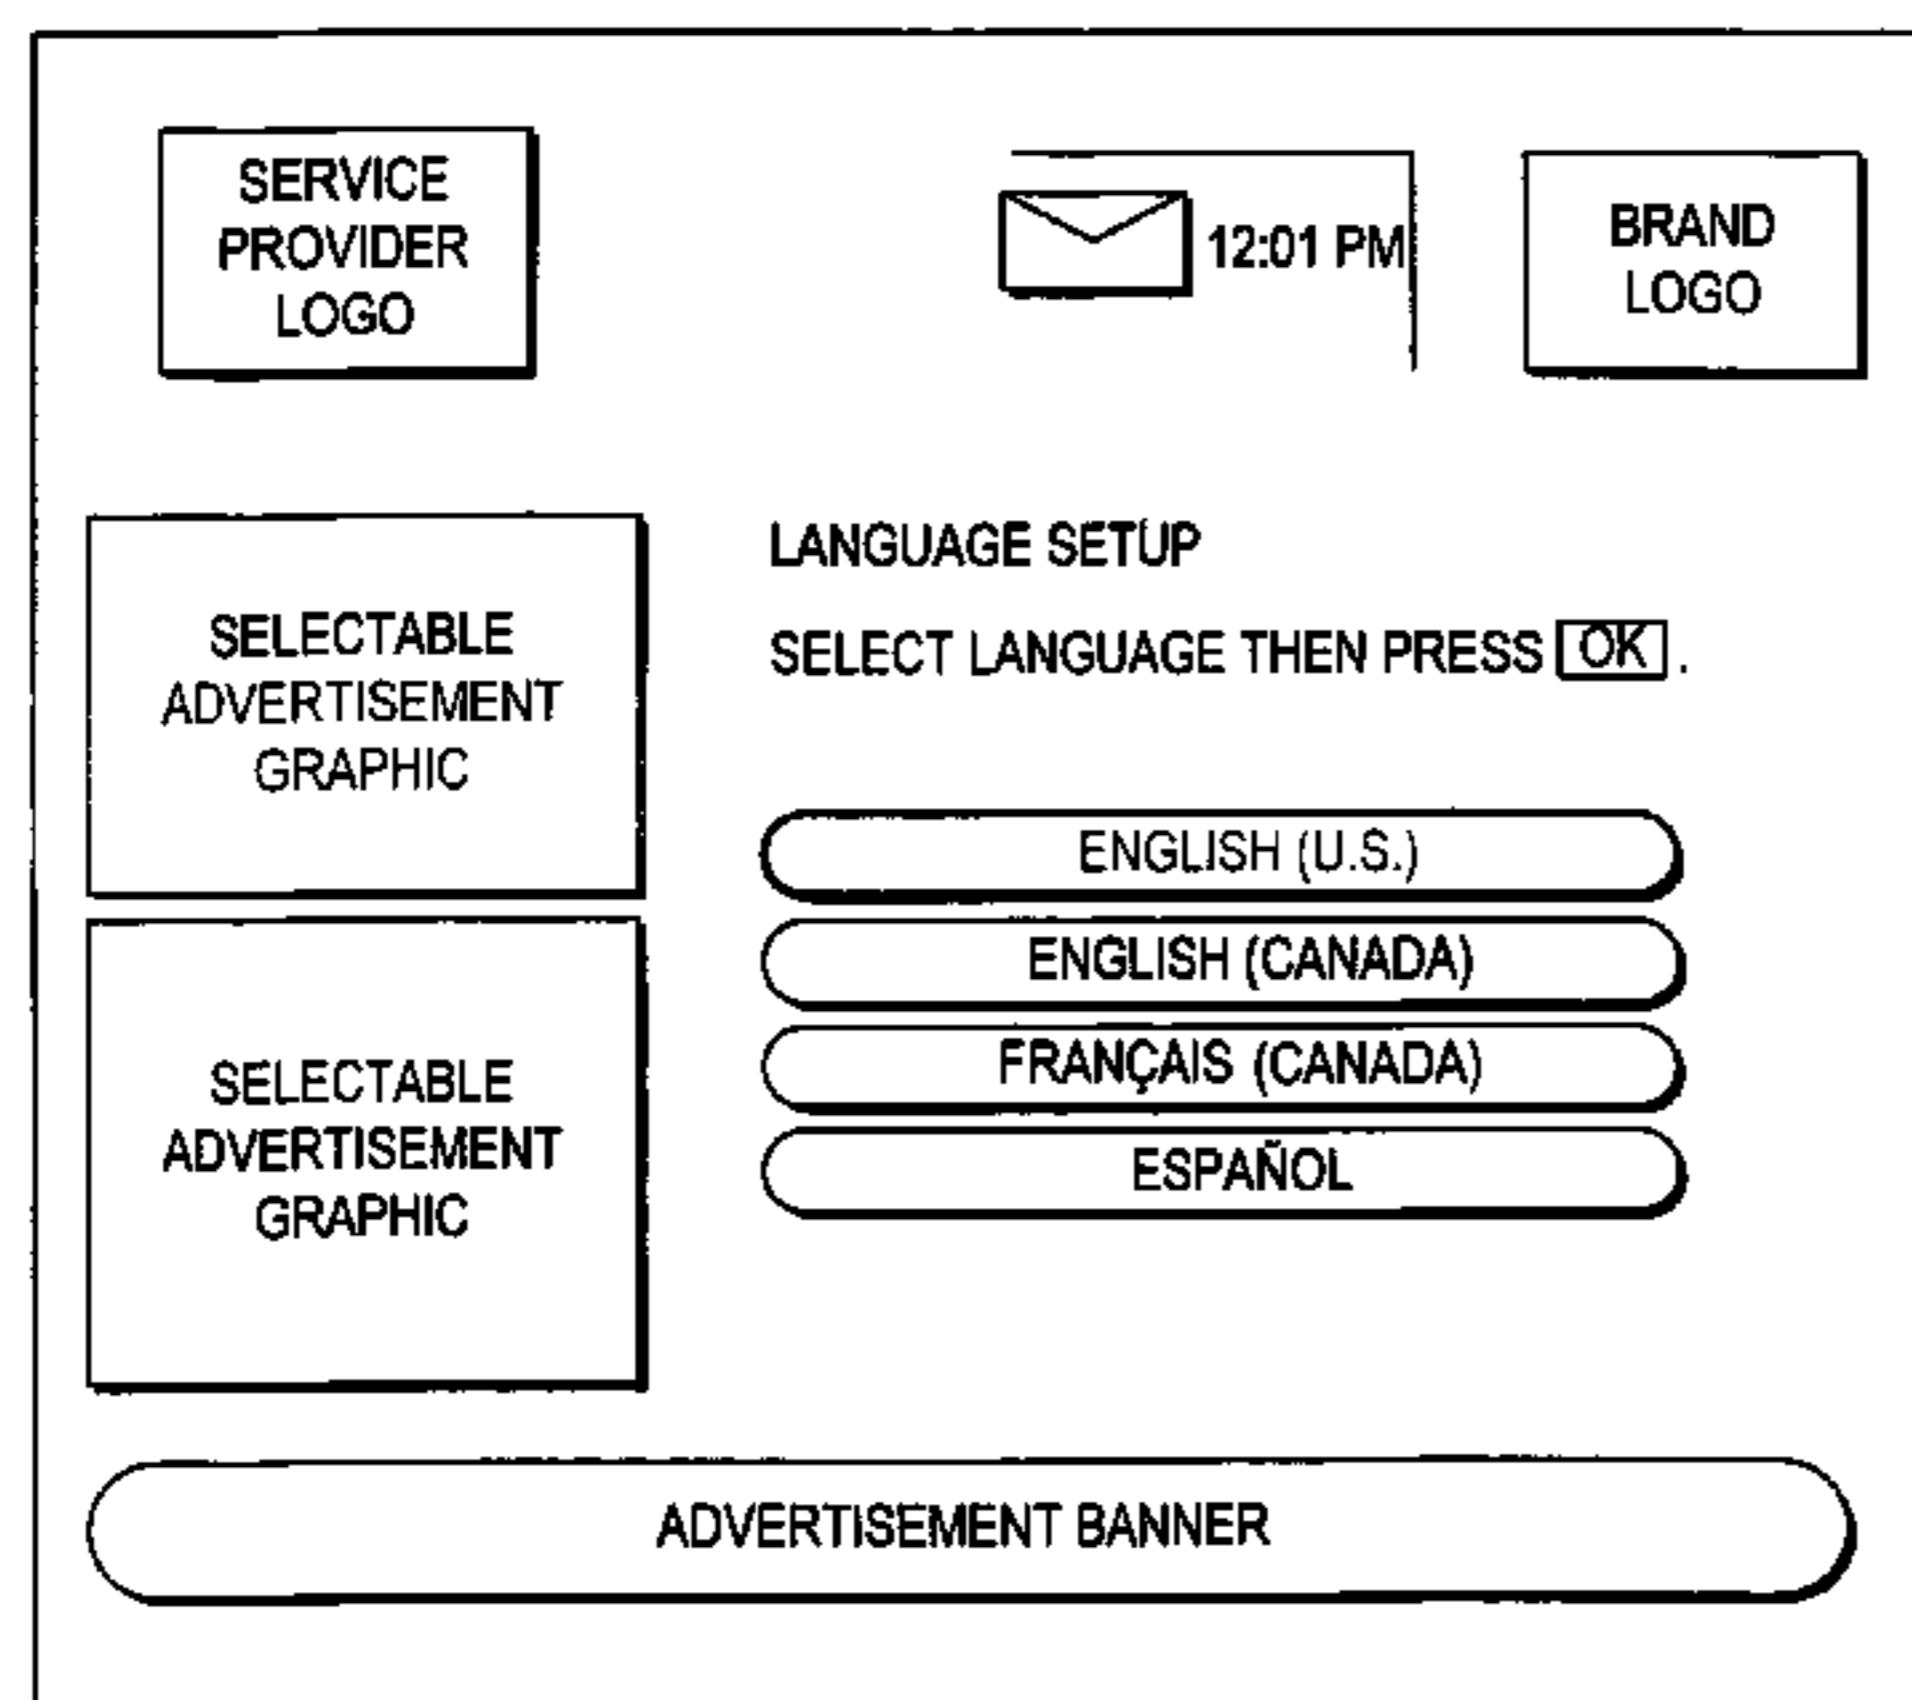 SERVICE
PROVIDER
LOGO
12:01 PM
BRAND
LOGO
SELECTABLE
ADVERTISEMENT
GRAPHIC
SELECTABLE
ADVERTISEMENT
GRAPHIC
LANGUAGE SETUP
SELECT LANGUAGE THEN PRESS OK .
ENGLISH (U.S.)
ENGLISH (CANADA)
FRANÇAIS (CANADA)
ESPAÑOL
ADVERTISEMENT BANNER